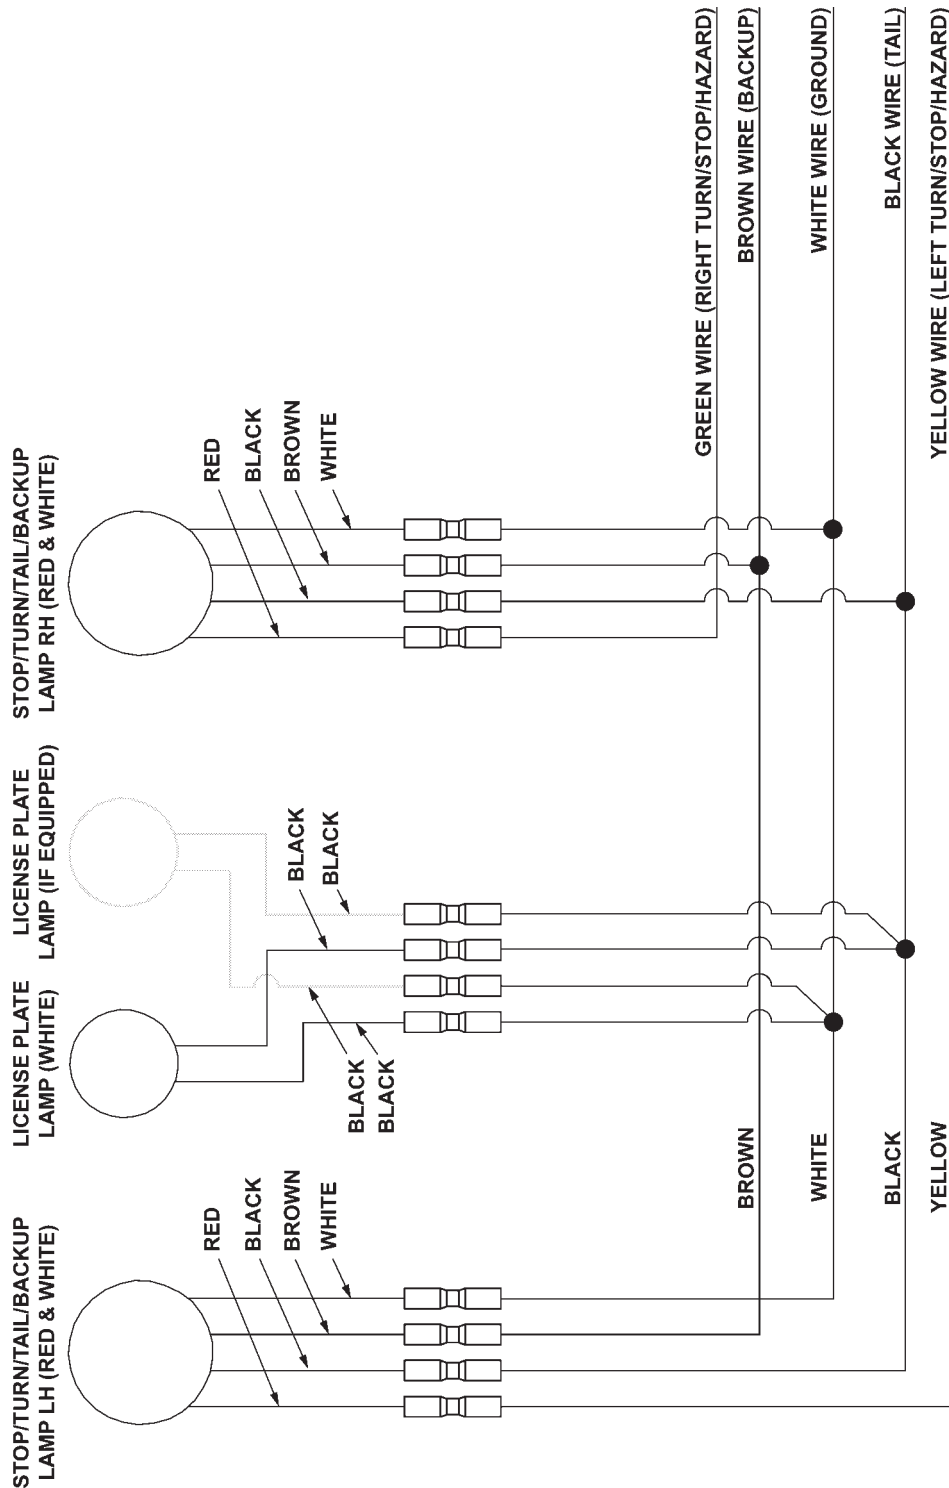 STOP/TURN/TAIL/BACKUP
LAMP LH (RED & WHITE)
RED
BLACK
BROWN
WHITE
LICENSE PLATE
LAMP (WHITE)
BLACK
BLACK
LICENSE PLATE
LAMP (IF EQUIPPED)
BLACK
BLACK
STOP/TURN/TAIL/BACKUP
LAMP RH (RED & WHITE)
RED
BLACK
BROWN
WHITE
BROWN
WHITE
BLACK
YELLOW
GREEN WIRE (RIGHT TURN/STOP/HAZARD)
BROWN WIRE (BACKUP)
WHITE WIRE (GROUND)
BLACK WIRE (TAIL)
YELLOW WIRE (LEFT TURN/STOP/HAZARD)